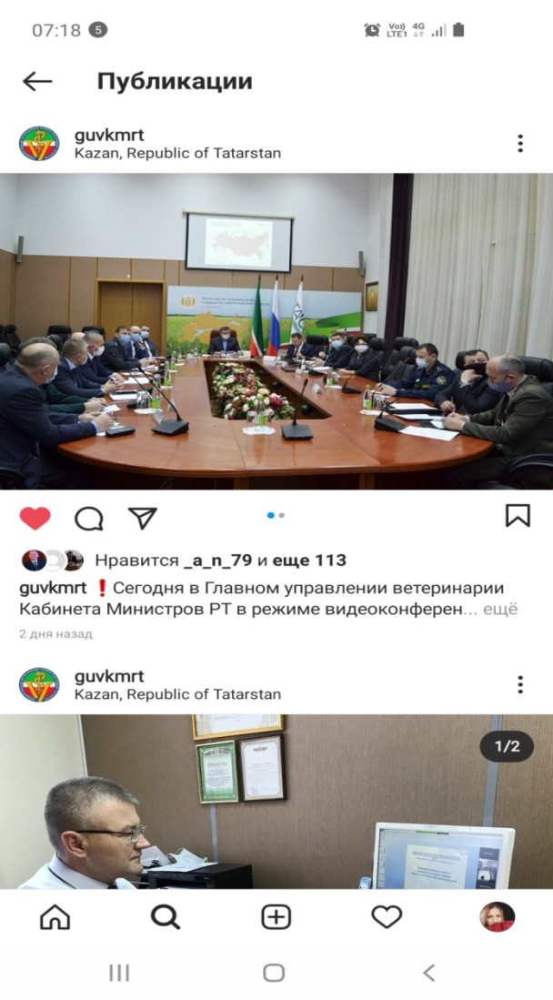 07:18 5 Vo)) LTE1 4G
Публикации
guvkmrt
Kazan, Republic of Tatarstan
Нравится _a_n_79 и еще 113
guvkmrt ❗Сегодня в Главном управлении ветеринарии
Кабинета Министров РТ в режиме видеоконферен... ещё
2 дня назад
guvkmrt
Kazan, Republic of Tatarstan
1/2